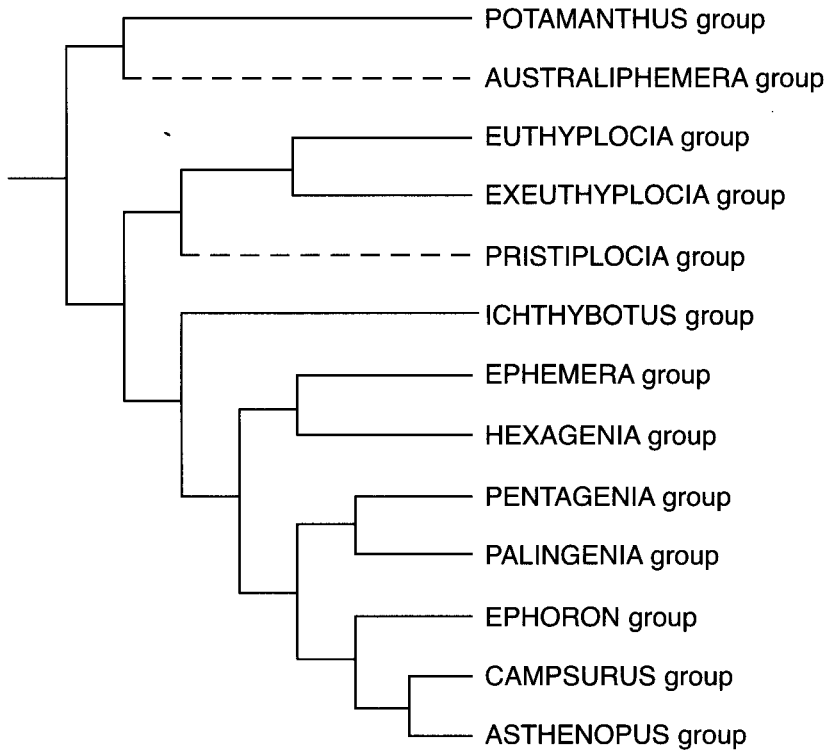 POTAMANTHUS group
AUSTRALIPHEMERA group
EUTHYPLOCIA group
EXEUTHYPLOCIA group
PRISTIPLOCIA group
ICHTHYBOTUS group
EPHEMERA group
HEXAGENIA group
PENTAGENIA group
PALINGENIA group
EPHORON group
CAMPSURUS group
ASTHENOPUS group